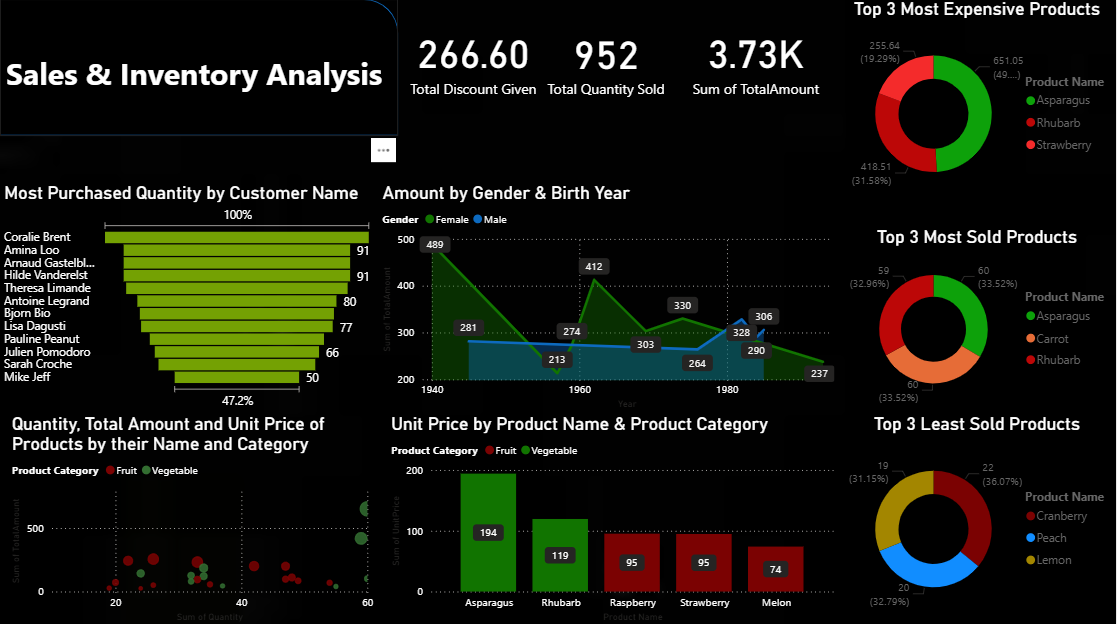 Sales & Inventory Analysis
266.60
Total Discount Given
952
Total Quantity Sold
3.73K
Sum of TotalAmount
Top 3 Most Expensive Products
255.64
(19.29%)
651.05
(49....)
418.51
(31.58%)
Product Name
Asparagus
Rhubarb
Strawberry
Most Purchased Quantity by Customer Name
100%
Coralie Brent
Amina Loo
91
Arnaud Gastelbl...
Hilde Vanderelst
91
Theresa Limande
Antoine Legrand
80
Bjorn Bio
Lisa Dagusti
77
Pauline Peanut
Julien Pomodoro
66
Sarah Croche
Mike Jeff
50
47.2%
Amount by Gender & Birth Year
Gender Female Male
Sum of TotalAmount
500
400
300
200
489
281
274
213
412
303
330
264
328
306
290
237
1940
1960
1980
Year
Top 3 Most Sold Products
59
(32.96%)
60
(33.52%)
60
(33.52%)
Product Name
Asparagus
Carrot
Rhubarb
Quantity, Total Amount and Unit Price of
Products by their Name and Category
Product Category Fruit Vegetable
Sum of TotalAmount
500
0
20
40
60
Sum of Quantity
Unit Price by Product Name & Product Category
Product Category Fruit Vegetable
Sum of UnitPrice
200
100
0
194
119
95
95
74
Asparagus
Rhubarb
Raspberry
Strawberry
Melon
Product Name
Top 3 Least Sold Products
19
(31.15%)
22
(36.07%)
20
(32.79%)
Product Name
Cranberry
Peach
Lemon